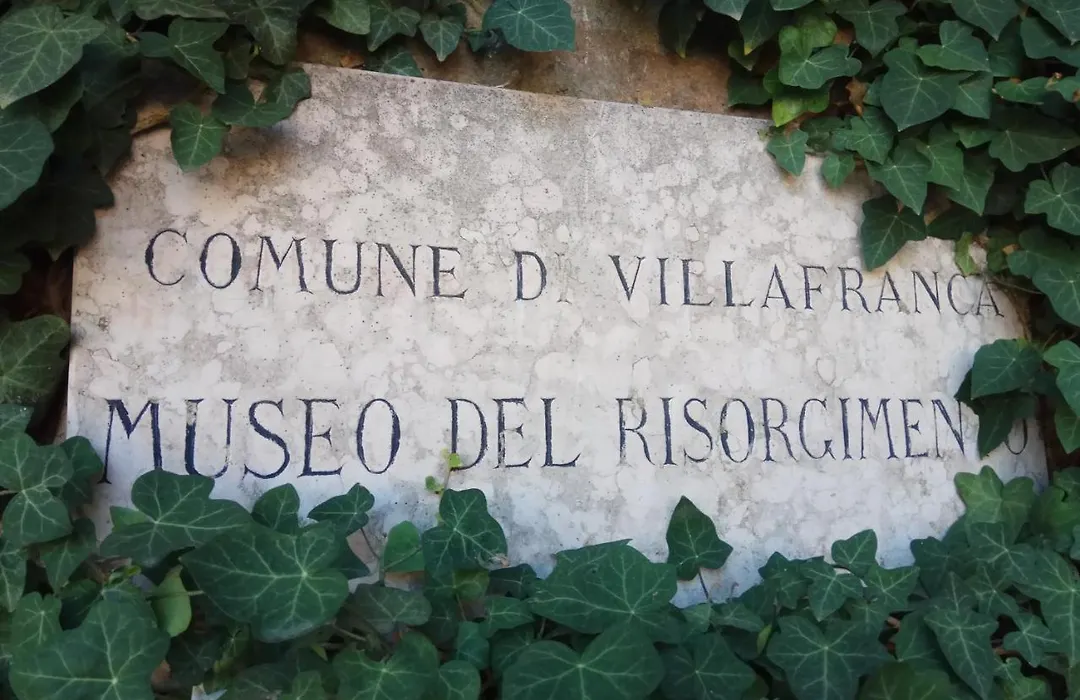 COMUNE DI VILLAFRANCA
MUSEO DEL RISORGIMENTO